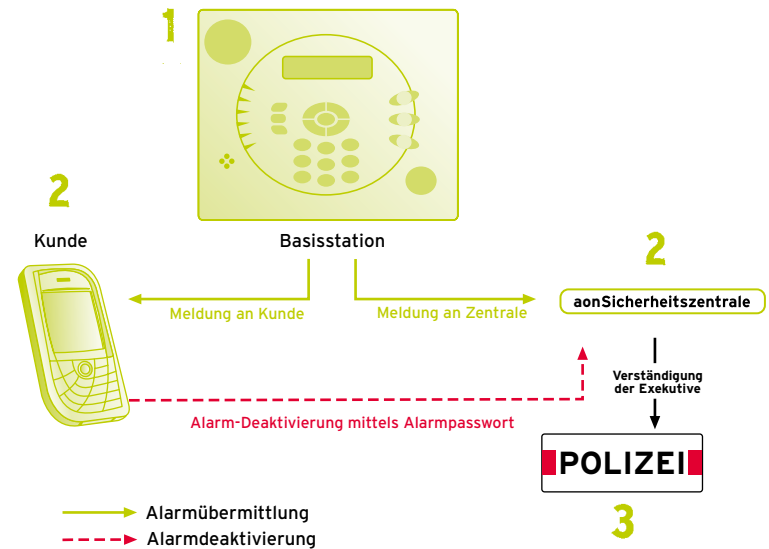 1
2
Kunde
Basisstation
2
Meldung an Kunde
Meldung an Zentrale
aonSicherheitszentrale
Verständigung
der Exekutive
Alarm-Deaktivierung mittels Alarmpasswort
POLIZEI
3
Alarmübermittlung
Alarmdeaktivierung